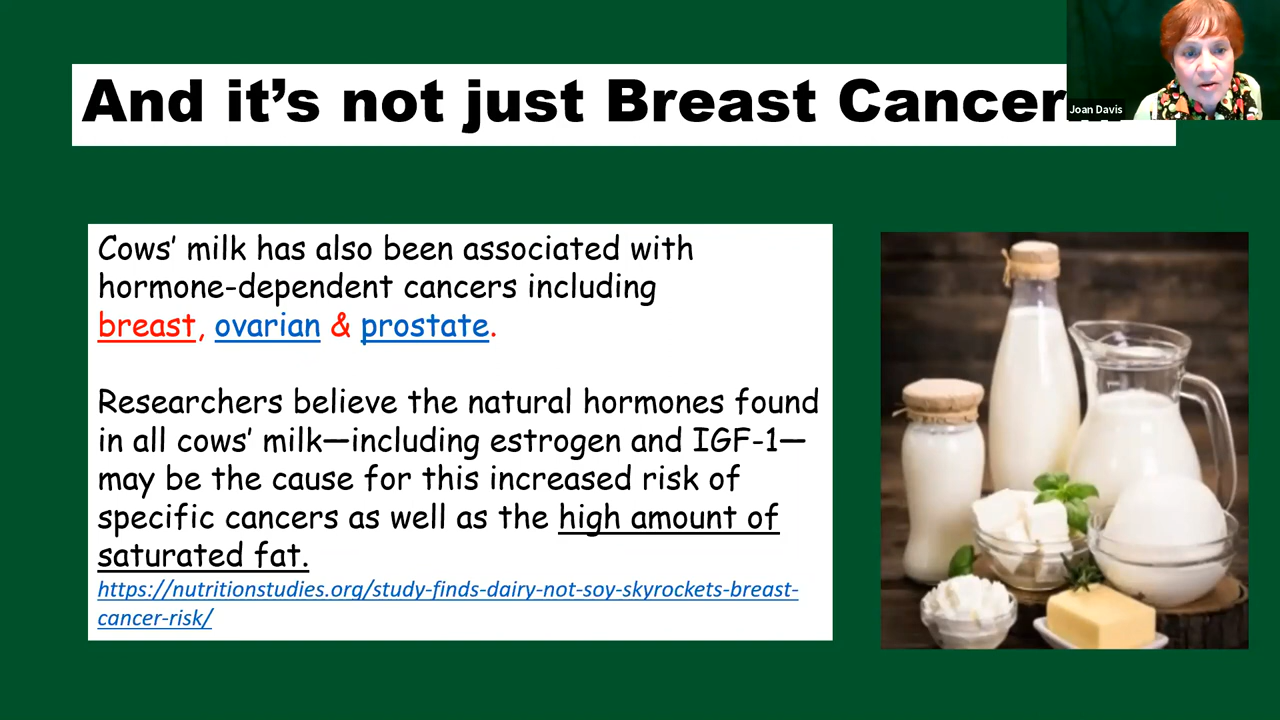 And it's not just Breast Cancer...
Joan Davis
Cows' milk has also been associated with
hormone-dependent cancers including
breast, ovarian & prostate.
Researchers believe the natural hormones found
in all cows' milk—including estrogen and IGF-1—
may be the cause for this increased risk of
specific cancers as well as the high amount of
saturated fat.
https://nutritionstudies.org/study-finds-dairy-not-soy-skyrockets-breast-
cancer-risk/